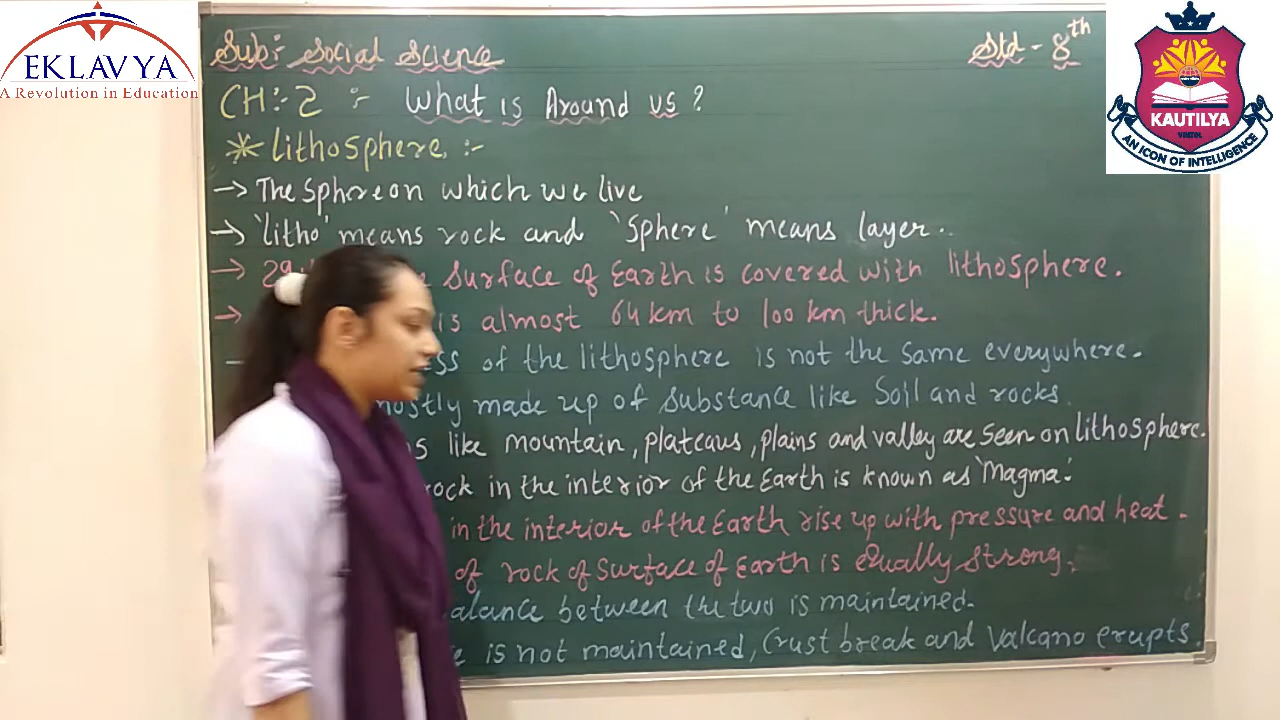 EKLAVYA
A Revolution in Education
Sub:- Social Science
Std - 8th
KAUTILYA
AN ICON OF INTELLIGENCE
CH:- 2 :- What is Around us?
* Lithosphere :-
→ The Sphere on which we live
→ 'Litho' means rock and 'Sphere' means layer..
→ surface of Earth is covered with lithosphere.
→ is almost 64 km to 100 km thick.
of the lithosphere is not the same everywhere.
mostly made up of substance like Soil and rocks.
like mountain, plateaus, plains and valley are seen on lithosphere.
rock in the interior of the Earth is known as 'Magma'.
in the interior of the Earth rise up with pressure and heat.
of rock of surface of Earth is equally strong.
alance between the two is maintained.
is not maintained, Crust break and Valcano erupts.